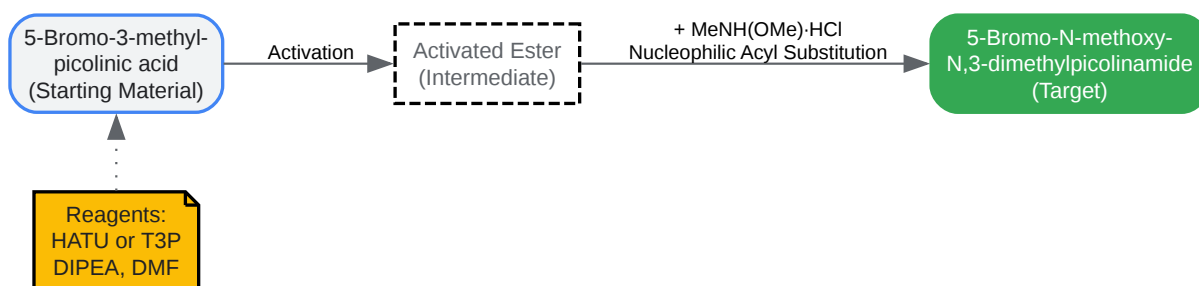 5-Bromo-3-methyl-
picolinic acid
(Starting Material)
Activation
Activated Ester
(Intermediate)
+ MeNH(OMe)·HCl
Nucleophilic Acyl Substitution
5-Bromo-N-methoxy-
N,3-dimethylpicolinamide
(Target)
Reagents:
HATU or T3P
DIPEA, DMF